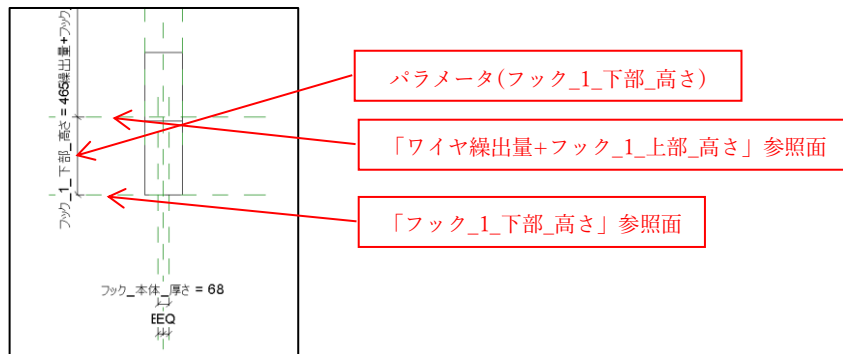 フック_1_下部_高さ = 465
繰出量+フック
パラメータ(フック_1_下部_高さ)
「ワイヤ繰出量+フック_1_上部_高さ」参照面
「フック_1_下部_高さ」参照面
フック_本体_厚さ = 68
EEQ